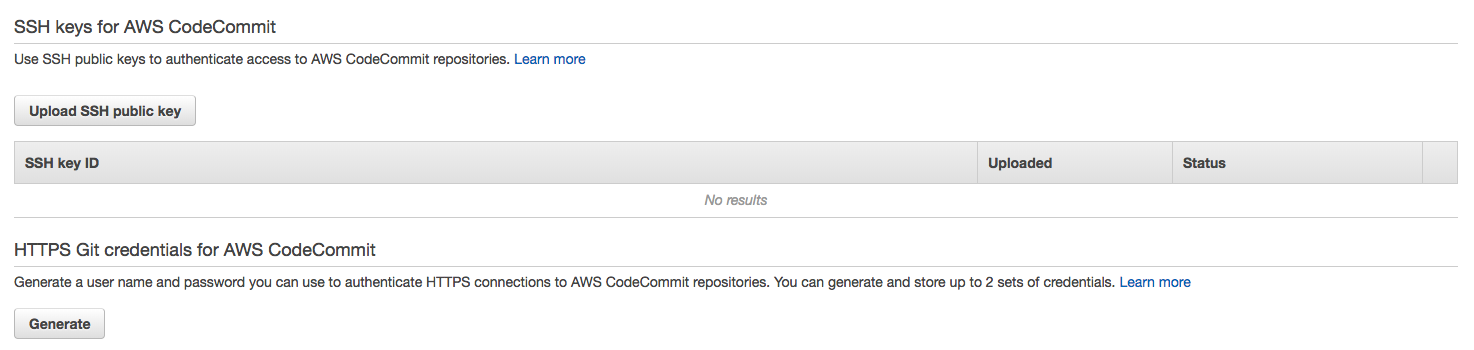 SSH keys for AWS CodeCommit
Use SSH public keys to authenticate access to AWS CodeCommit repositories. Learn more
Upload SSH public key
SSH key ID Uploaded Status
No results
HTTPS Git credentials for AWS CodeCommit
Generate a user name and password you can use to authenticate HTTPS connections to AWS CodeCommit repositories. You can generate and store up to 2 sets of credentials. Learn more
Generate